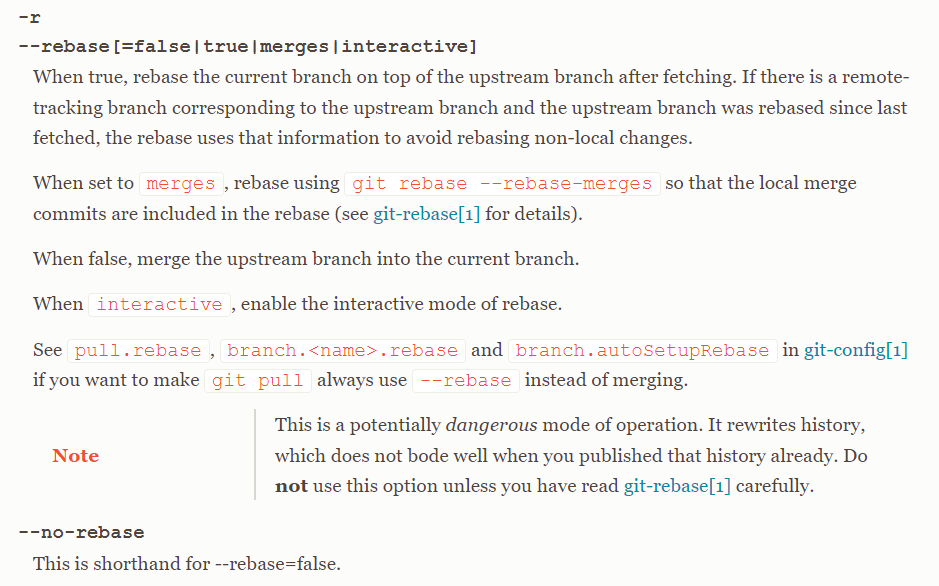 -r
--rebase[=false|true|merges|interactive]
When true, rebase the current branch on top of the upstream branch after fetching. If there is a remote-
tracking branch corresponding to the upstream branch and the upstream branch was rebased since last
fetched, the rebase uses that information to avoid rebasing non-local changes.
When set to merges, rebase using git rebase --rebase-merges so that the local merge
commits are included in the rebase (see git-rebase[1] for details).
When false, merge the upstream branch into the current branch.
When interactive, enable the interactive mode of rebase.
See pull.rebase, branch.<name>.rebase and branch.autoSetupRebase in git-config[1]
if you want to make git pull always use --rebase instead of merging.
Note
This is a potentially dangerous mode of operation. It rewrites history,
which does not bode well when you published that history already. Do
not use this option unless you have read git-rebase[1] carefully.
--no-rebase
This is shorthand for --rebase=false.